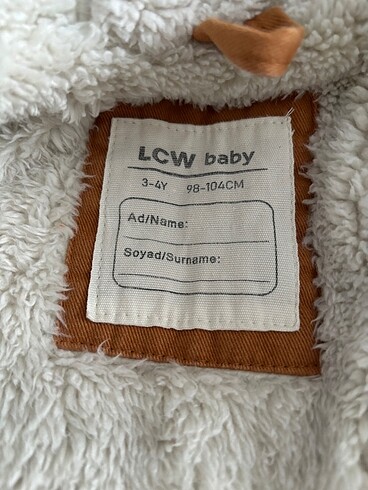 LCW baby
3-4Y 98-104CM
Ad/Name:
Soyad/Surname: